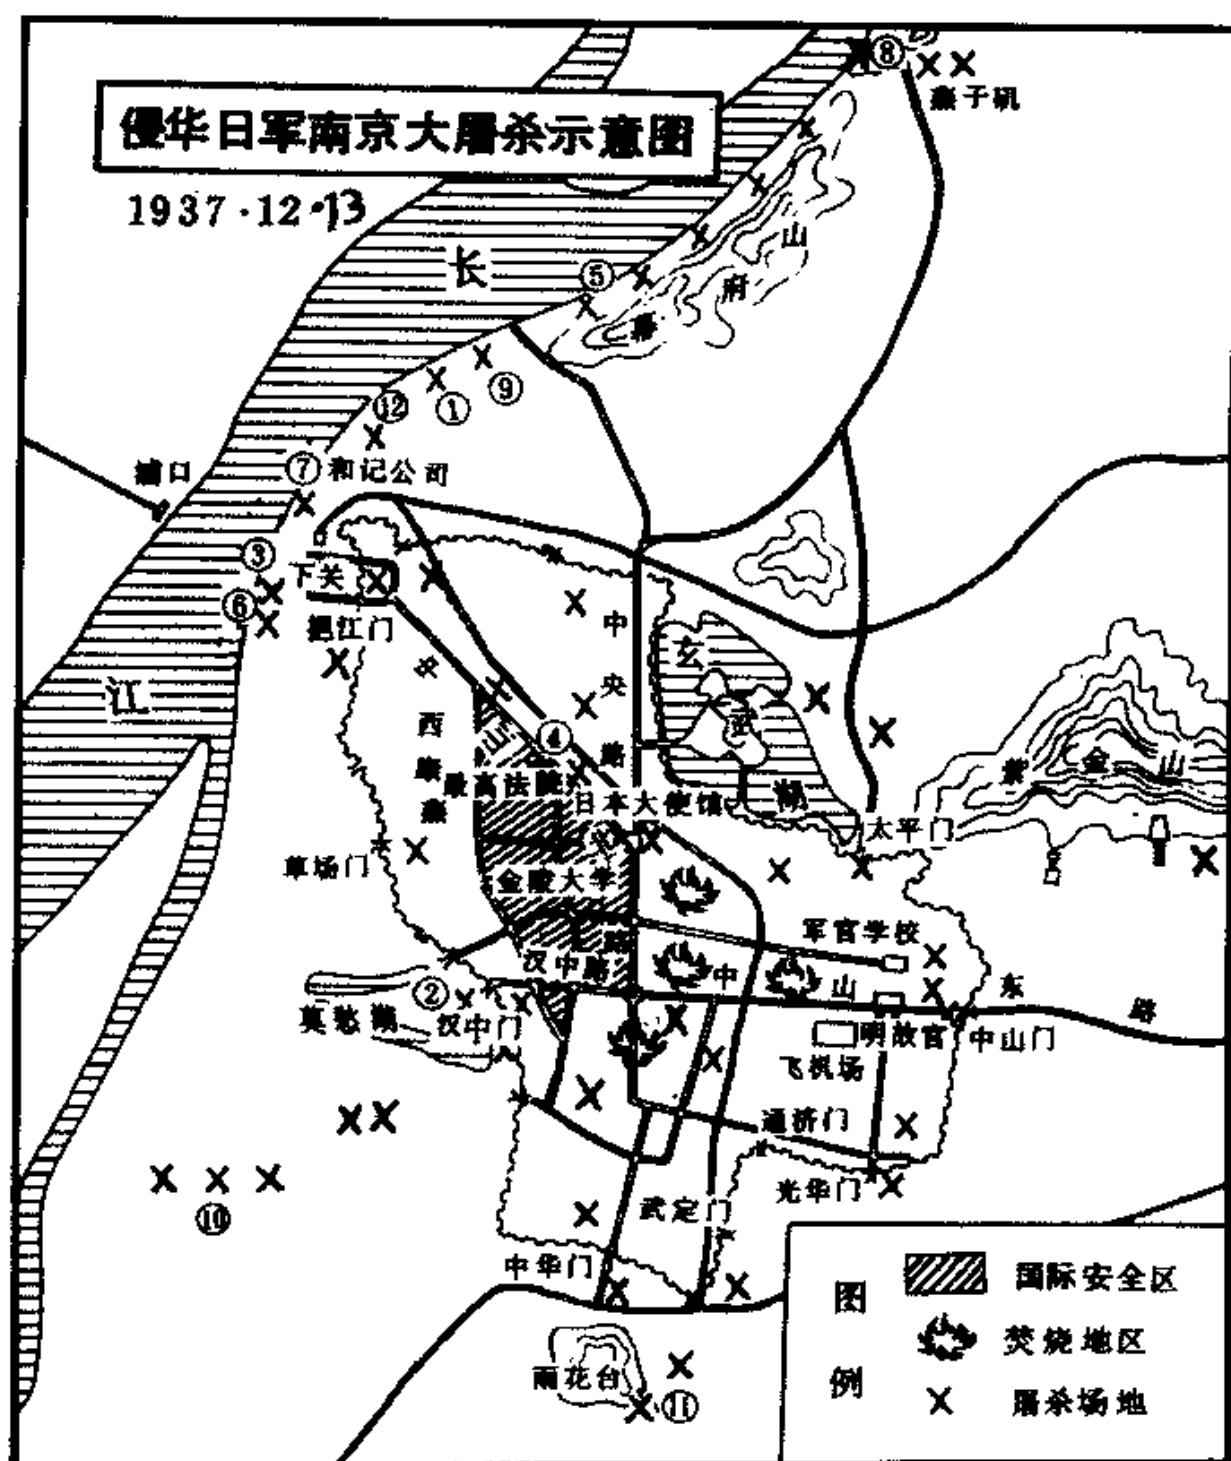 侵华日军南京大屠杀示意图
1937·12·13
⑧
燕子矶
长
⑤
山
府
幕
⑨
①
⑫
⑦
和记公司
浦口
③
下关
⑥
挹江门
江
中
央
路
玄
武
湖
西
康
山
④
最高法院
日本大使馆
紫金山
太平门
草场门
金陵大学
路
军官学校
汉中路
中
山
东
路
②
汉中门
莫愁湖
明故宫
中山门
飞机场
通济门
光华门
⑩
武定门
中华门
雨花台
⑪
图
例
国际安全区
焚烧地区
屠杀场地